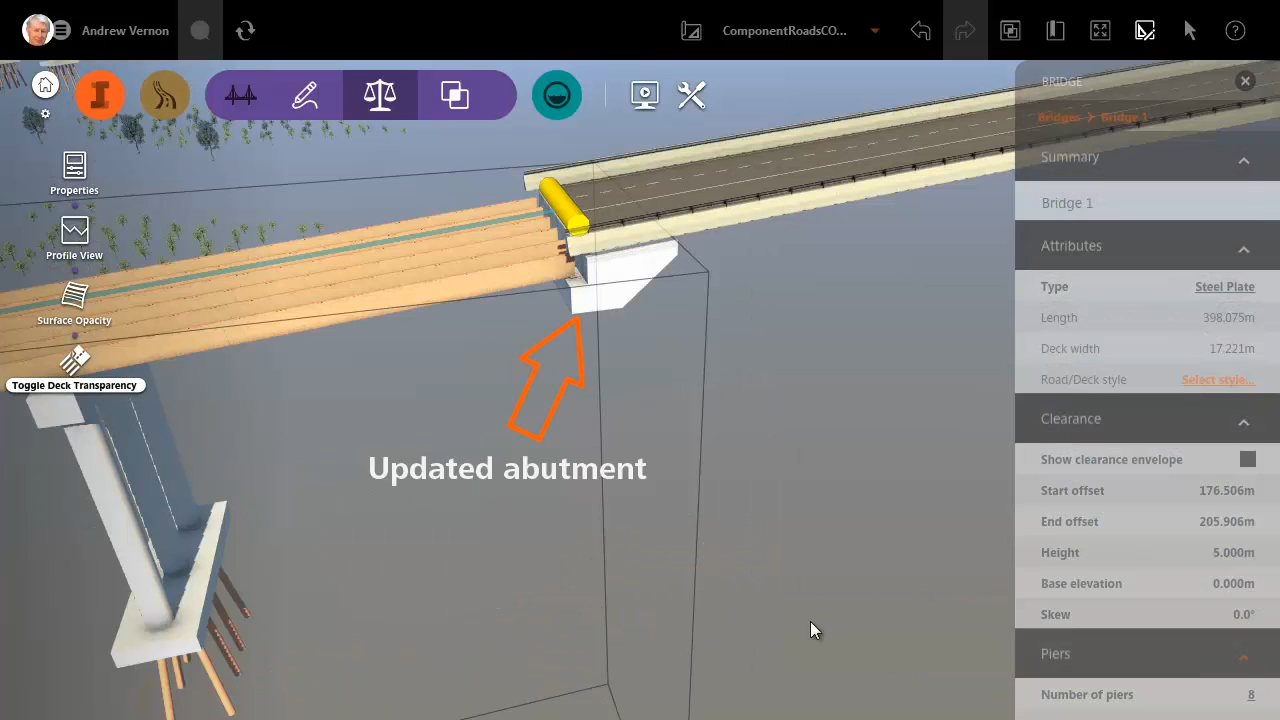 Andrew Vernon
ComponentRoadsCO...
BRIDGE
Bridges > Bridge 1
Summary
Bridge 1
Properties
Attributes
Profile View
Type Steel Plate
Surface Opacity
Length 398.075m
Deck width 17.221m
Toggle Deck Transparency
Road/Deck style Select style...
Clearance
Updated abutment
Show clearance envelope
Start offset 176.506m
End offset 205.906m
Height 5.000m
Base elevation 0.000m
Skew 0.0°
Piers
Number of piers 8